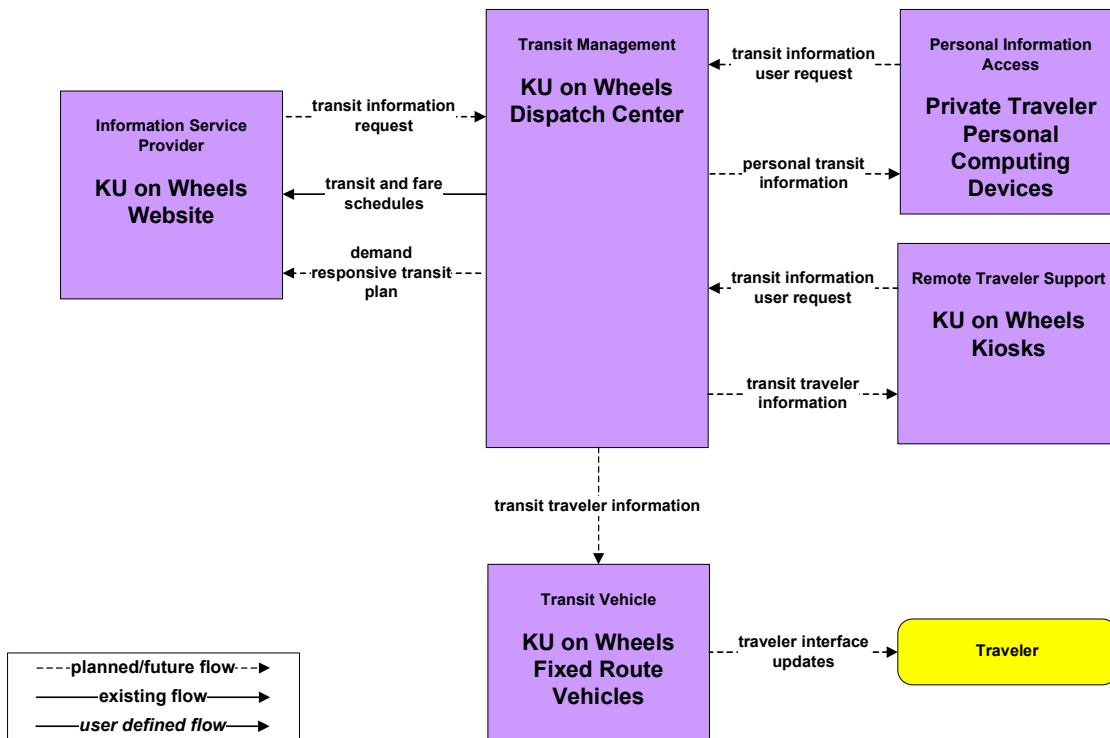 Transit Management
KU on Wheels
Dispatch Center
Personal Information
Access
Private Traveler
Personal
Computing
Devices
transit information
user request
personal transit
information
Information Service
Provider
KU on Wheels
Website
transit information
request
transit and fare
schedules
demand
responsive transit
plan
Remote Traveler Support
KU on Wheels
Kiosks
transit information
user request
transit traveler
information
transit traveler information
Transit Vehicle
KU on Wheels
Fixed Route
Vehicles
traveler interface
updates
Traveler
planned/future flow
existing flow
user defined flow